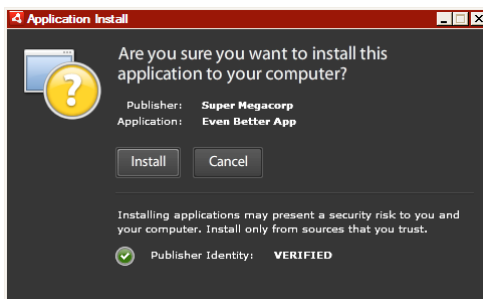 Application Install
Are you sure you want to install this
application to your computer?
Publisher: Super Megacorp
Application: Even Better App
Install Cancel
Installing applications may present a security risk to you and
your computer. Install only from sources that you trust.
Publisher Identity: VERIFIED